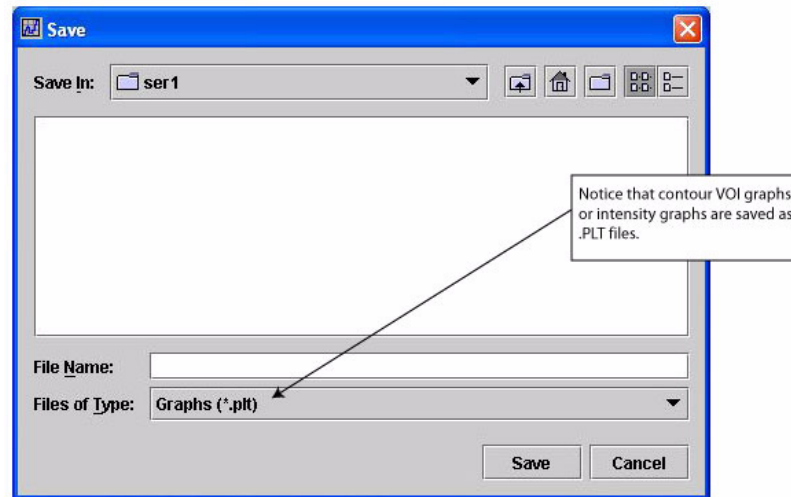 Save
Save In: ser1
Notice that contour VOI graphs
or intensity graphs are saved as
.PLT files.
File Name:
Files of Type: Graphs (*.plt)
Save Cancel